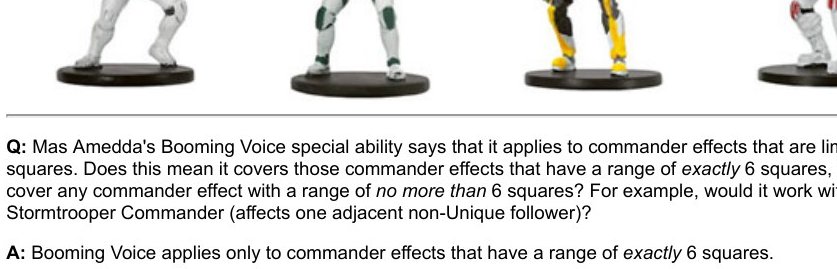 Q: Mas Amedda's Booming Voice special ability says that it applies to commander effects that are
squares. Does this mean it covers those commander effects that have a range of exactly 6 squares,
cover any commander effect with a range of no more than 6 squares? For example, would it work
Stormtrooper Commander (affects one adjacent non-Unique follower)?
A: Booming Voice applies only to commander effects that have a range of exactly 6 squares.